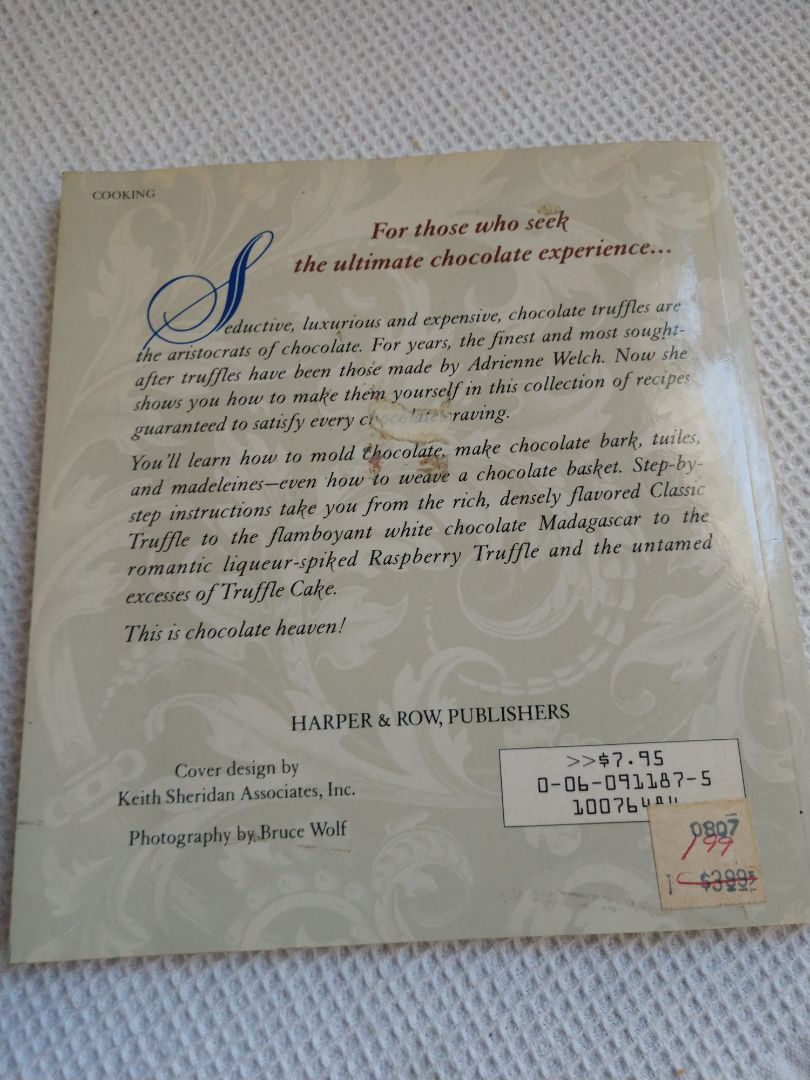 COOKING
For those who seek
the ultimate chocolate experience...
Seductive, luxurious and expensive, chocolate truffles are
the aristocrats of chocolate. For years, the finest and most sought-
after truffles have been those made by Adrienne Welch. Now she
shows you how to make them yourself in this collection of recipes
guaranteed to satisfy every chocolate craving.
You'll learn how to mold chocolate, make chocolate bark, tuiles,
and madeleines—even how to weave a chocolate basket. Step-by-
step instructions take you from the rich, densely flavored Classic
Truffle to the flamboyant white chocolate Madagascar to the
romantic liqueur-spiked Raspberry Truffle and the untamed
excesses of Truffle Cake.
This is chocolate heaven!
HARPER & ROW, PUBLISHERS
Cover design by
Keith Sheridan Associates, Inc.
Photography by Bruce Wolf
>>$7.95
0-06-091187-5
0807
199